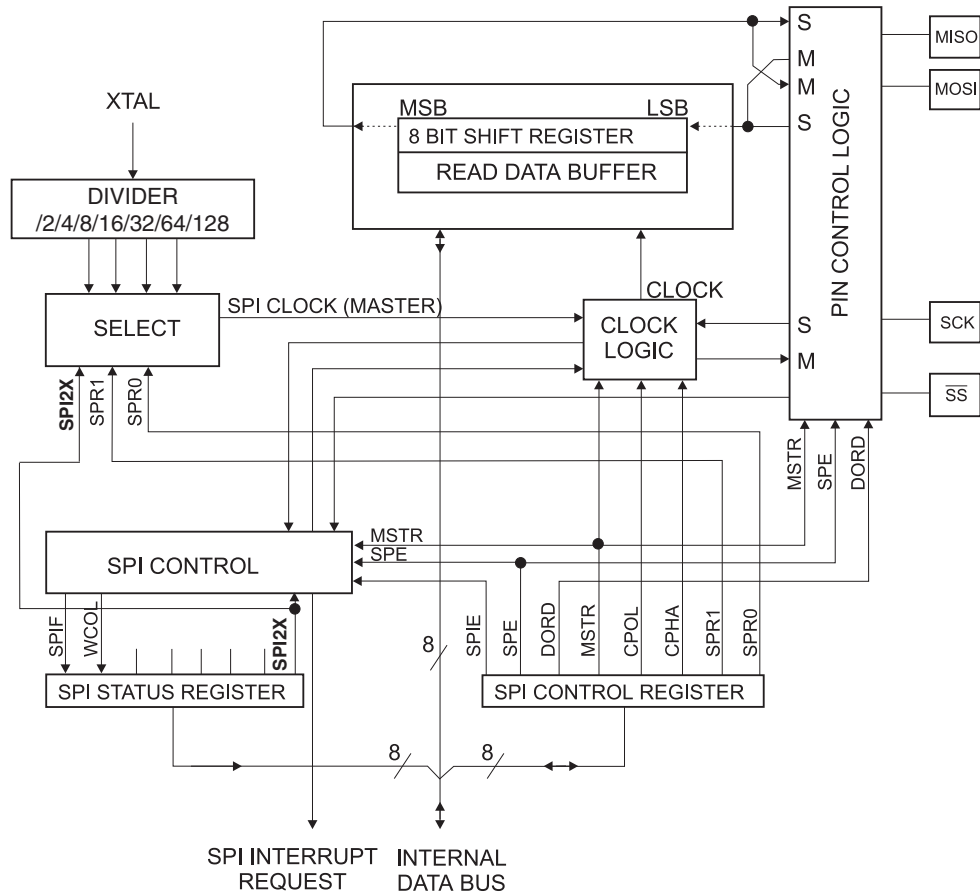 XTAL
DIVIDER
/2/4/8/16/32/64/128
SELECT
SPI CLOCK (MASTER)
SPI2X
SPR1
SPR0
MSB
LSB
8 BIT SHIFT REGISTER
READ DATA BUFFER
CLOCK
CLOCK
LOGIC
S
M
M
S
S
M
PIN CONTROL LOGIC
MISO
MOSI
SCK
SS
MSTR
SPE
DORD
SPI CONTROL
MSTR
SPE
SPIF
WCOL
SPI2X
SPI STATUS REGISTER
8
SPIE
SPE
DORD
MSTR
CPOL
CPHA
SPR1
SPR0
SPI CONTROL REGISTER
8
8
SPI INTERRUPT
REQUEST
INTERNAL
DATA BUS